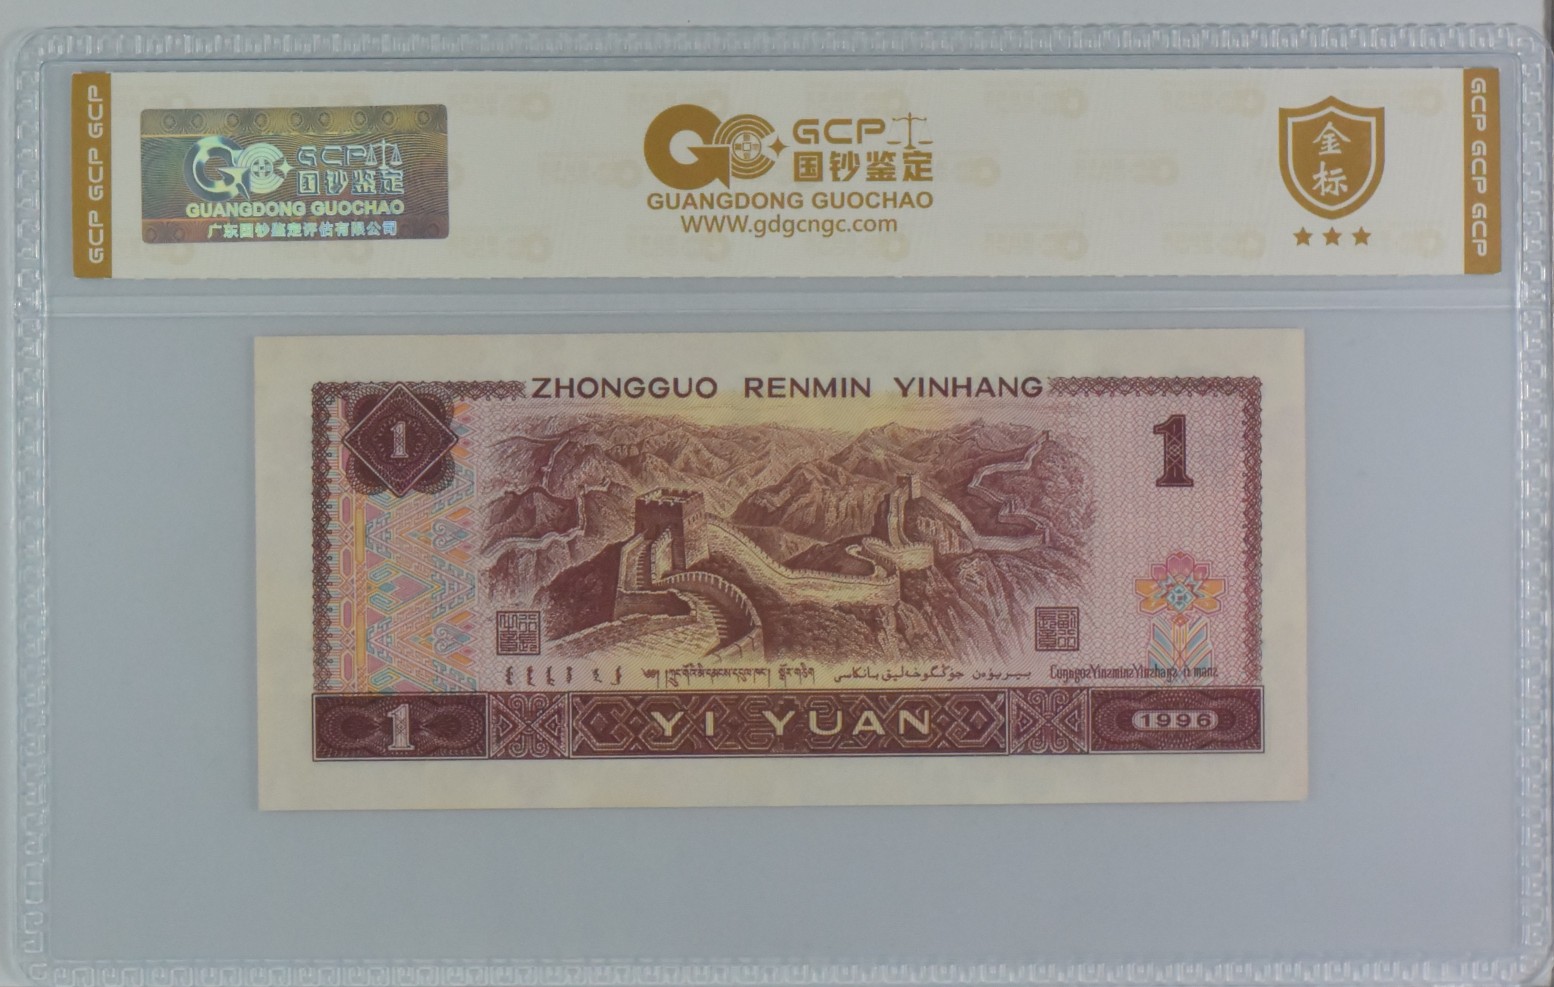 GCP GCP GCP
GCP
国钞鉴定
GUANGDONG GUOCHAO
广东国钞鉴定评估有限公司
GCP
国钞鉴定
GUANGDONG GUOCHAO
WWW.gdgcngc.com
金标
GCP GCP GCP
ZHONGGUO RENMIN YINHANG
1
1
1
YI YUAN
1996